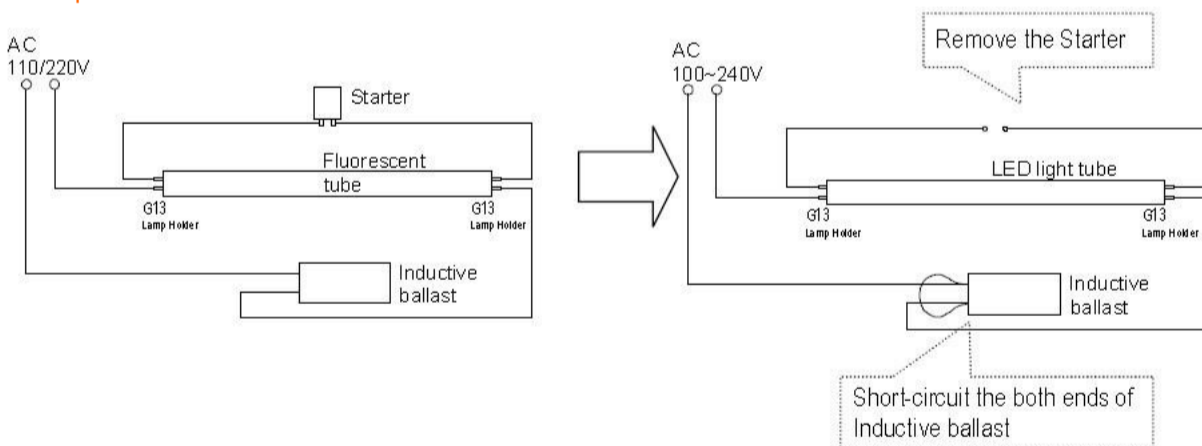 AC
110/220V
Starter
Fluorescent
tube
G13
Lamp Holder
G13
Lamp Holder
Inductive
ballast
Remove the Starter
AC
100~240V
LED light tube
G13
Lamp Holder
G13
Lamp Holder
Inductive
ballast
Short-circuit the both ends of
Inductive ballast